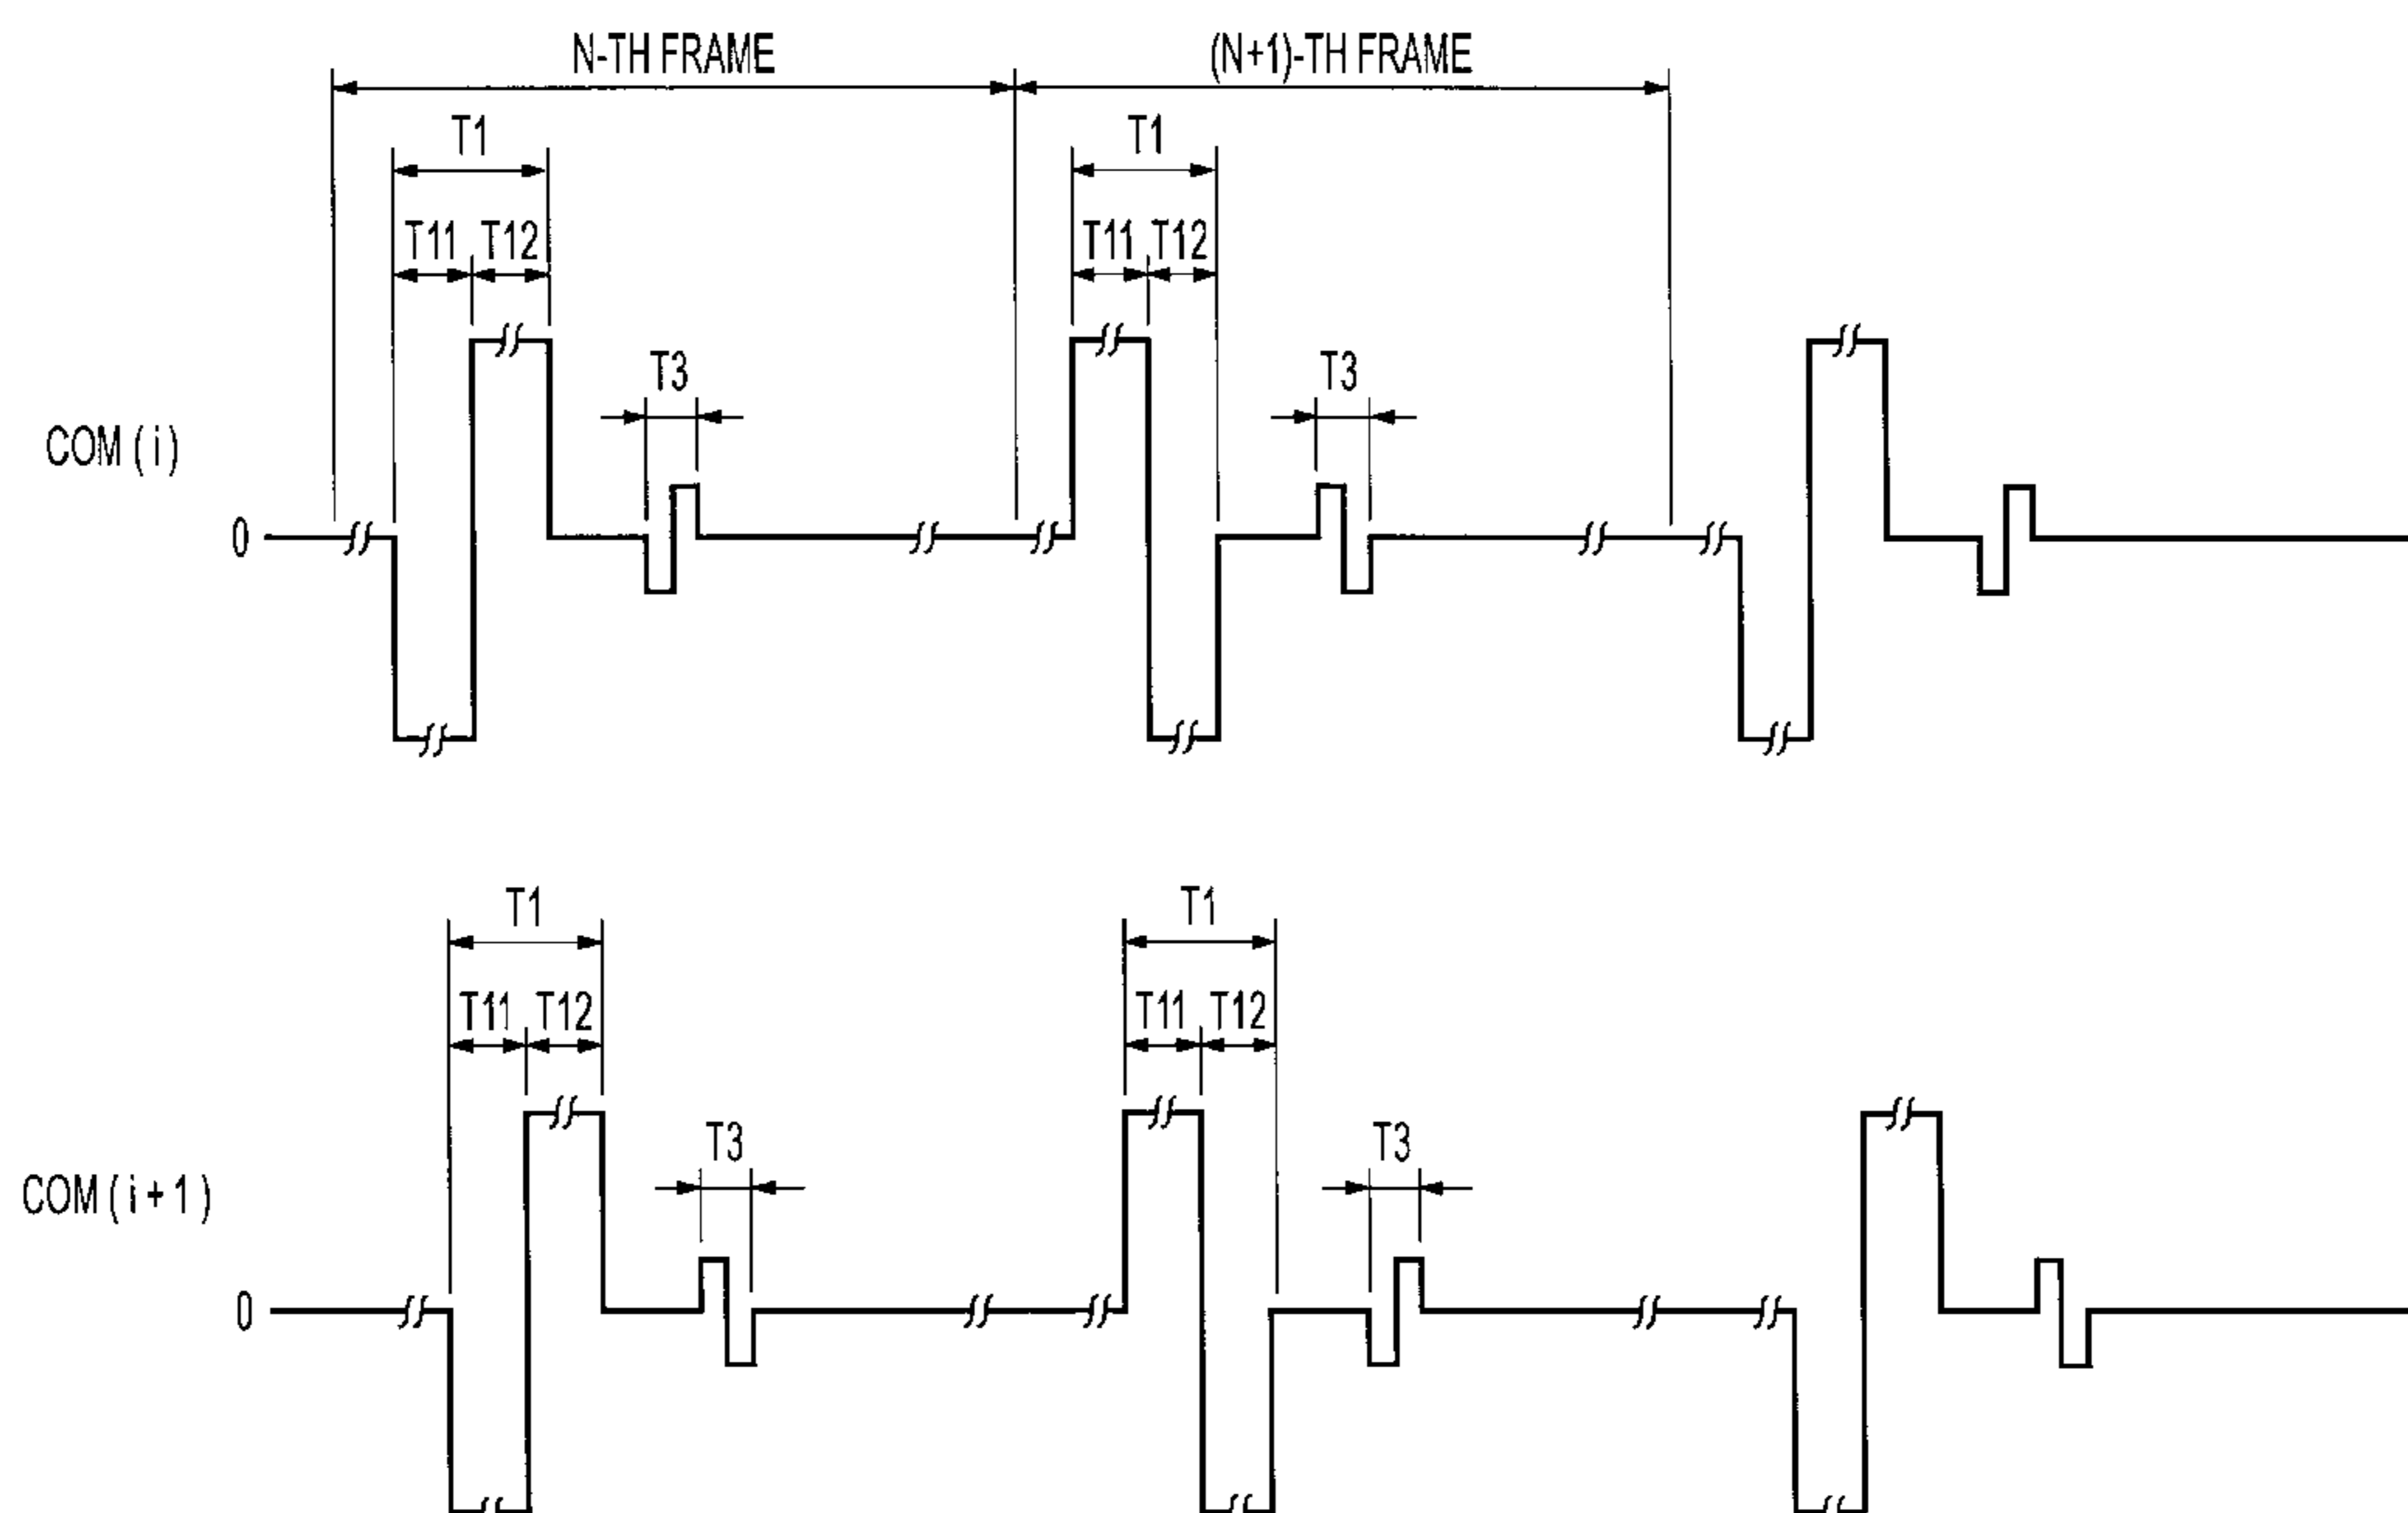 N-TH FRAME (N+1)-TH FRAME
T1 T1
T11 T12 T11 T12
T3 T3
COM ( i )
0
T1 T1
T11 T12 T11 T12
T3 T3
COM ( i + 1 )
0